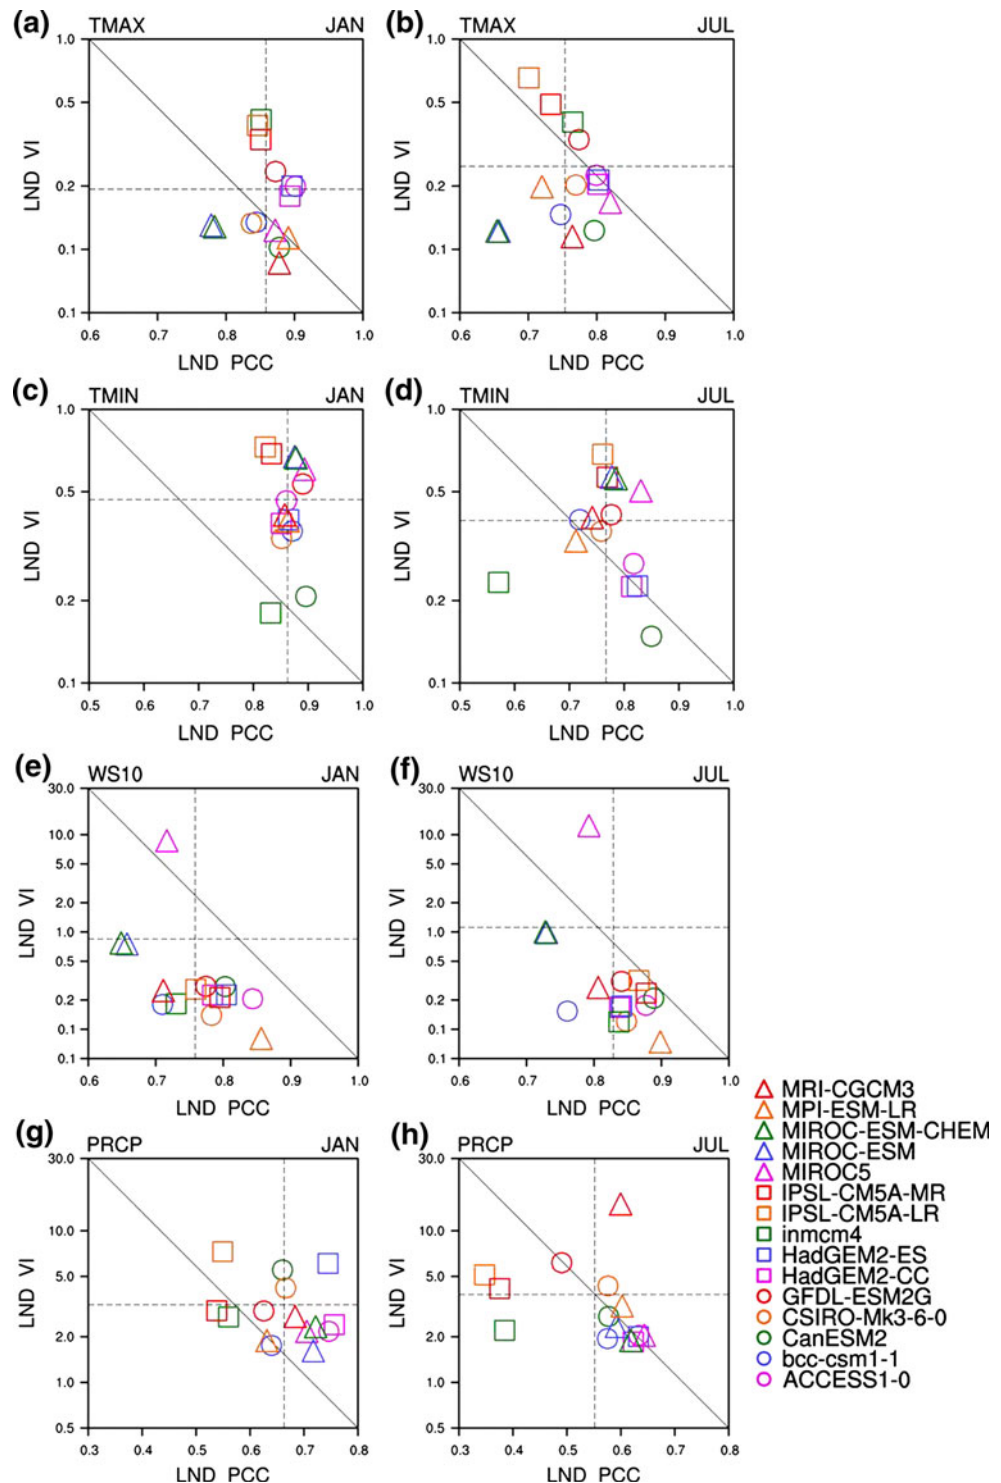 (a) TMAX JAN
1.0
0.5
0.2
0.1
0.1
LND VI
0.6 0.7 0.8 0.9 1.0
LND PCC
(b) TMAX JUL
1.0
0.5
0.2
0.1
0.1
LND VI
0.6 0.7 0.8 0.9 1.0
LND PCC
(c) TMIN JAN
1.0
0.5
0.2
0.1
LND VI
0.5 0.6 0.7 0.8 0.9 1.0
LND PCC
(d) TMIN JUL
1.0
0.5
0.2
0.1
LND VI
0.5 0.6 0.7 0.8 0.9 1.0
LND PCC
(e) WS10 JAN
30.0
10.0
5.0
2.0
1.0
0.5
0.2
0.1
0.1
LND VI
0.6 0.7 0.8 0.9 1.0
LND PCC
(f) WS10 JUL
30.0
10.0
5.0
2.0
1.0
0.5
0.2
0.1
0.1
LND VI
0.6 0.7 0.8 0.9 1.0
LND PCC
(g) PRCP JAN
30.0
10.0
5.0
2.0
1.0
0.5
LND VI
0.3 0.4 0.5 0.6 0.7 0.8
LND PCC
(h) PRCP JUL
30.0
10.0
5.0
2.0
1.0
0.5
LND VI
0.3 0.4 0.5 0.6 0.7 0.8
LND PCC
MRI-CGCM3
MPI-ESM-LR
MIROC-ESM-CHEM
MIROC-ESM
MIROC5
IPSL-CM5A-MR
IPSL-CM5A-LR
inmcm4
HadGEM2-ES
HadGEM2-CC
GFDL-ESM2G
CSIRO-Mk3-6-0
CanESM2
bcc-csm1-1
ACCESS1-0